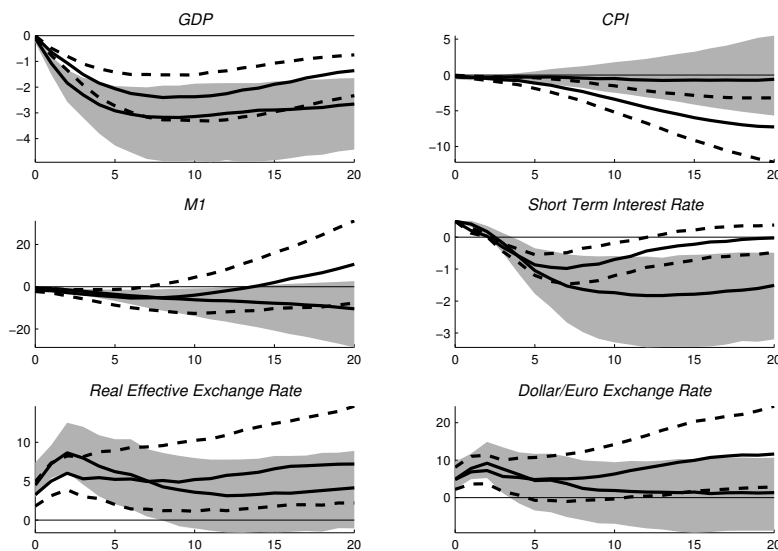 GDP
0
−1
−2
−3
−4
0 5 10 15 20
CPI
5
0
−5
−10
0 5 10 15 20
M1
20
0
−20
0 5 10 15 20
Short Term Interest Rate
0
−1
−2
−3
0 5 10 15 20
Real Effective Exchange Rate
10
5
0
0 5 10 15 20
Dollar/Euro Exchange Rate
20
10
0
0 5 10 15 20